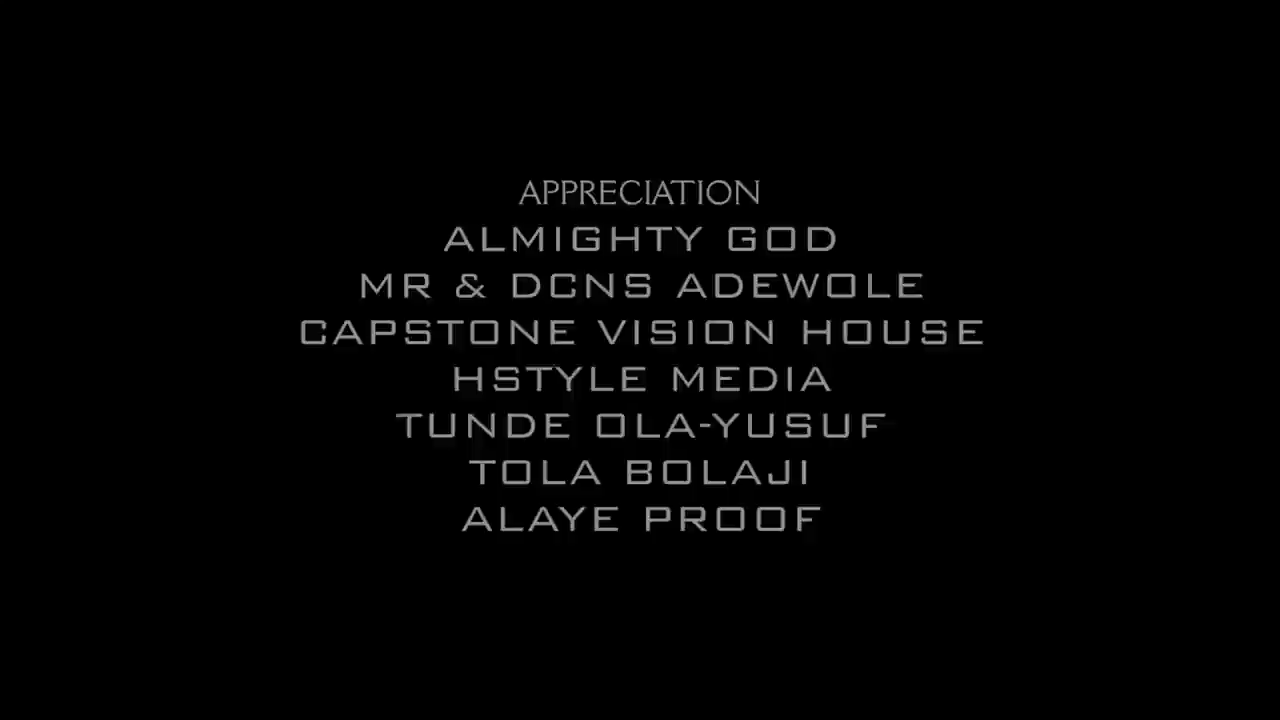 APPRECIATION
ALMIGHTY GOD
MR & DCNS ADEWOLE
CAPSTONE VISION HOUSE
HSTYLE MEDIA
TUNDE OLA-YUSUF
TOLA BOLAJI
ALAYE PROOF